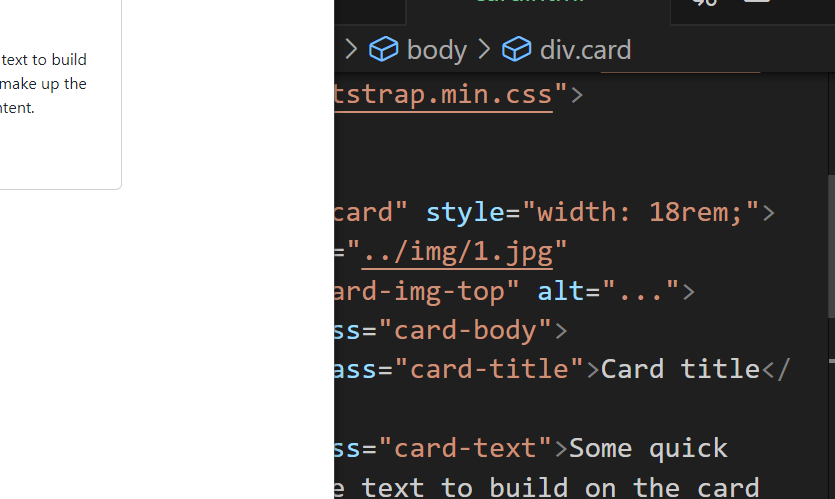 text to build
make up the
ntent.
body
div.card
tstrap.min.css">
card" style="width: 18rem;">
="../img/1.jpg"
ard-img-top" alt="...">
ss="card-body">
ass="card-title">Card title</
ss="card-text">Some quick
e text to build on the card